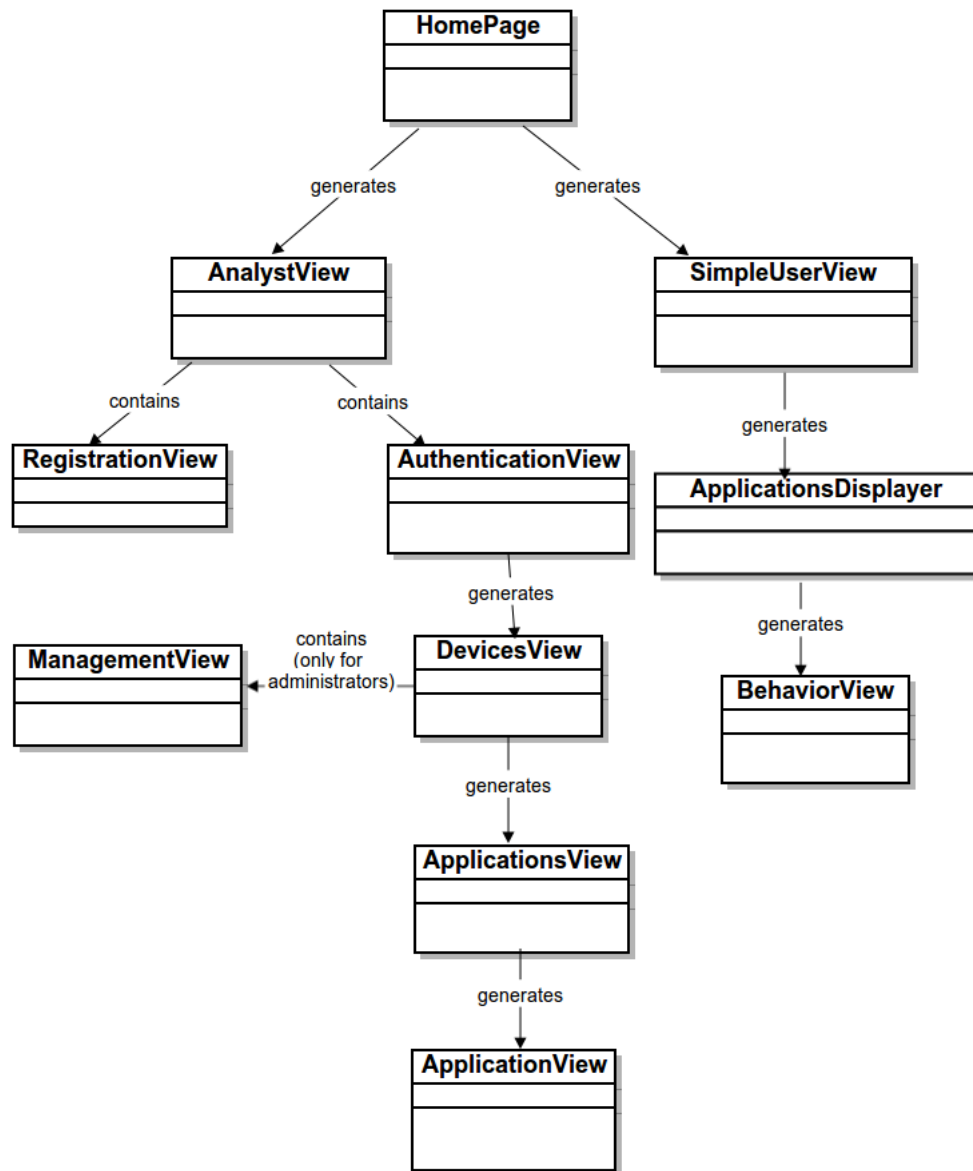 HomePage
generates
generates
AnalystView
SimpleUserView
contains
contains
generates
RegistrationView
AuthenticationView
ApplicationsDisplayer
generates
generates
contains
(only for
administrators)
ManagementView
DevicesView
BehaviorView
generates
ApplicationsView
generates
ApplicationView